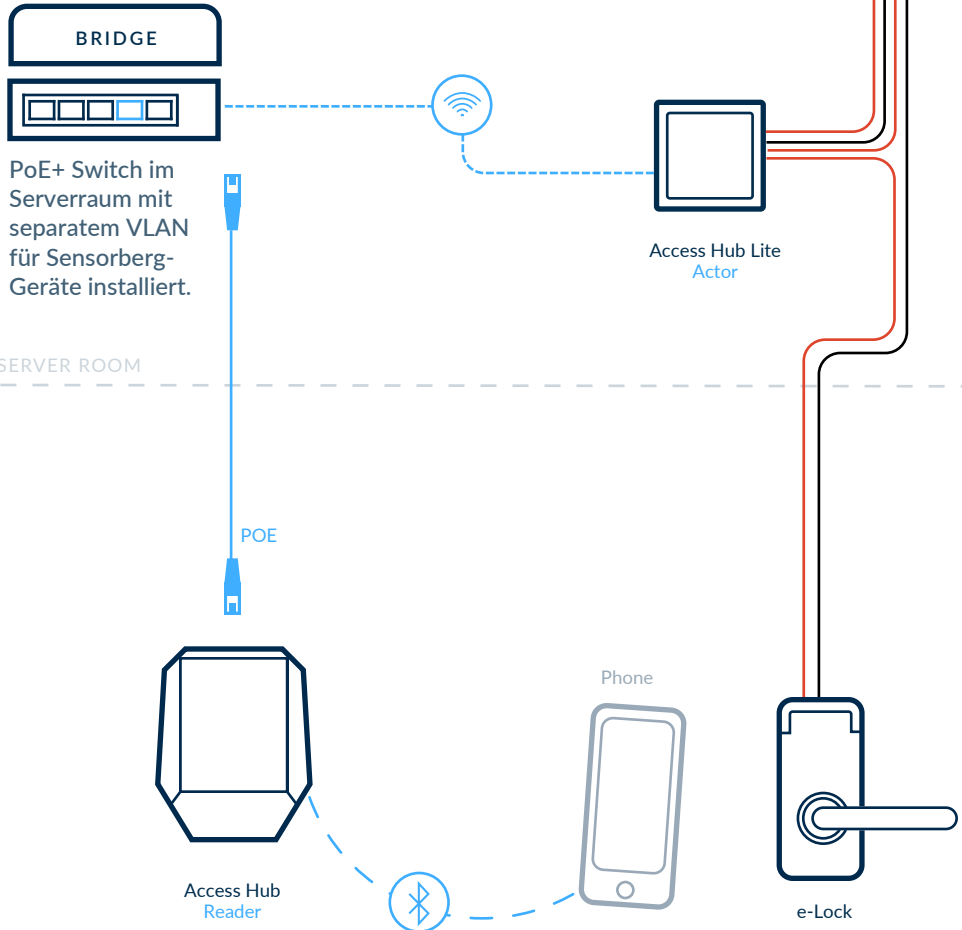 BRIDGE
PoE+ Switch im
Serverraum mit
separatem VLAN
für Sensorberg-
Geräte installiert.
Access Hub Lite
Actor
SERVER ROOM
POE
Phone
Access Hub
Reader
e-Lock